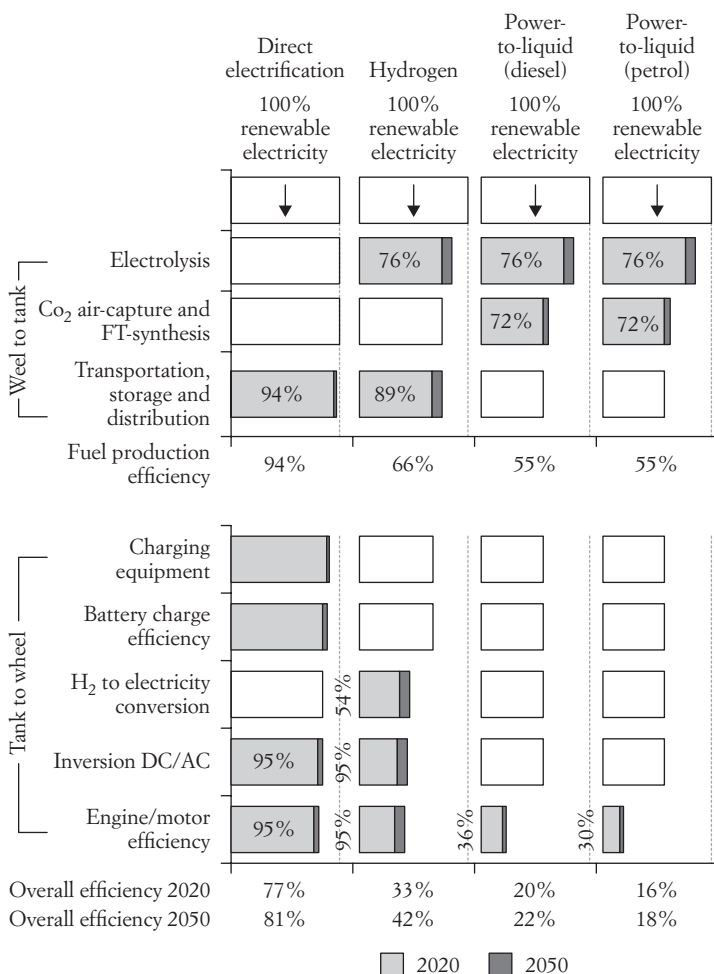 Direct
electrification
Hydrogen
Power-
to-liquid
(diesel)
Power-
to-liquid
(petrol)
100%
renewable
electricity
100%
renewable
electricity
100%
renewable
electricity
100%
renewable
electricity
Weel to tank
Electrolysis
76%
76%
76%
Co₂ air-capture and
FT-synthesis
72%
72%
Transportation,
storage and
distribution
94%
89%
Fuel production
efficiency
94%
66%
55%
55%
Tank to wheel
Charging
equipment
Battery charge
efficiency
H₂ to electricity
conversion
54%
Inversion DC/AC
95%
95%
Engine/motor
efficiency
95%
95%
36%
30%
Overall efficiency 2020 77% 33% 20% 16%
Overall efficiency 2050 81% 42% 22% 18%
2020 2050